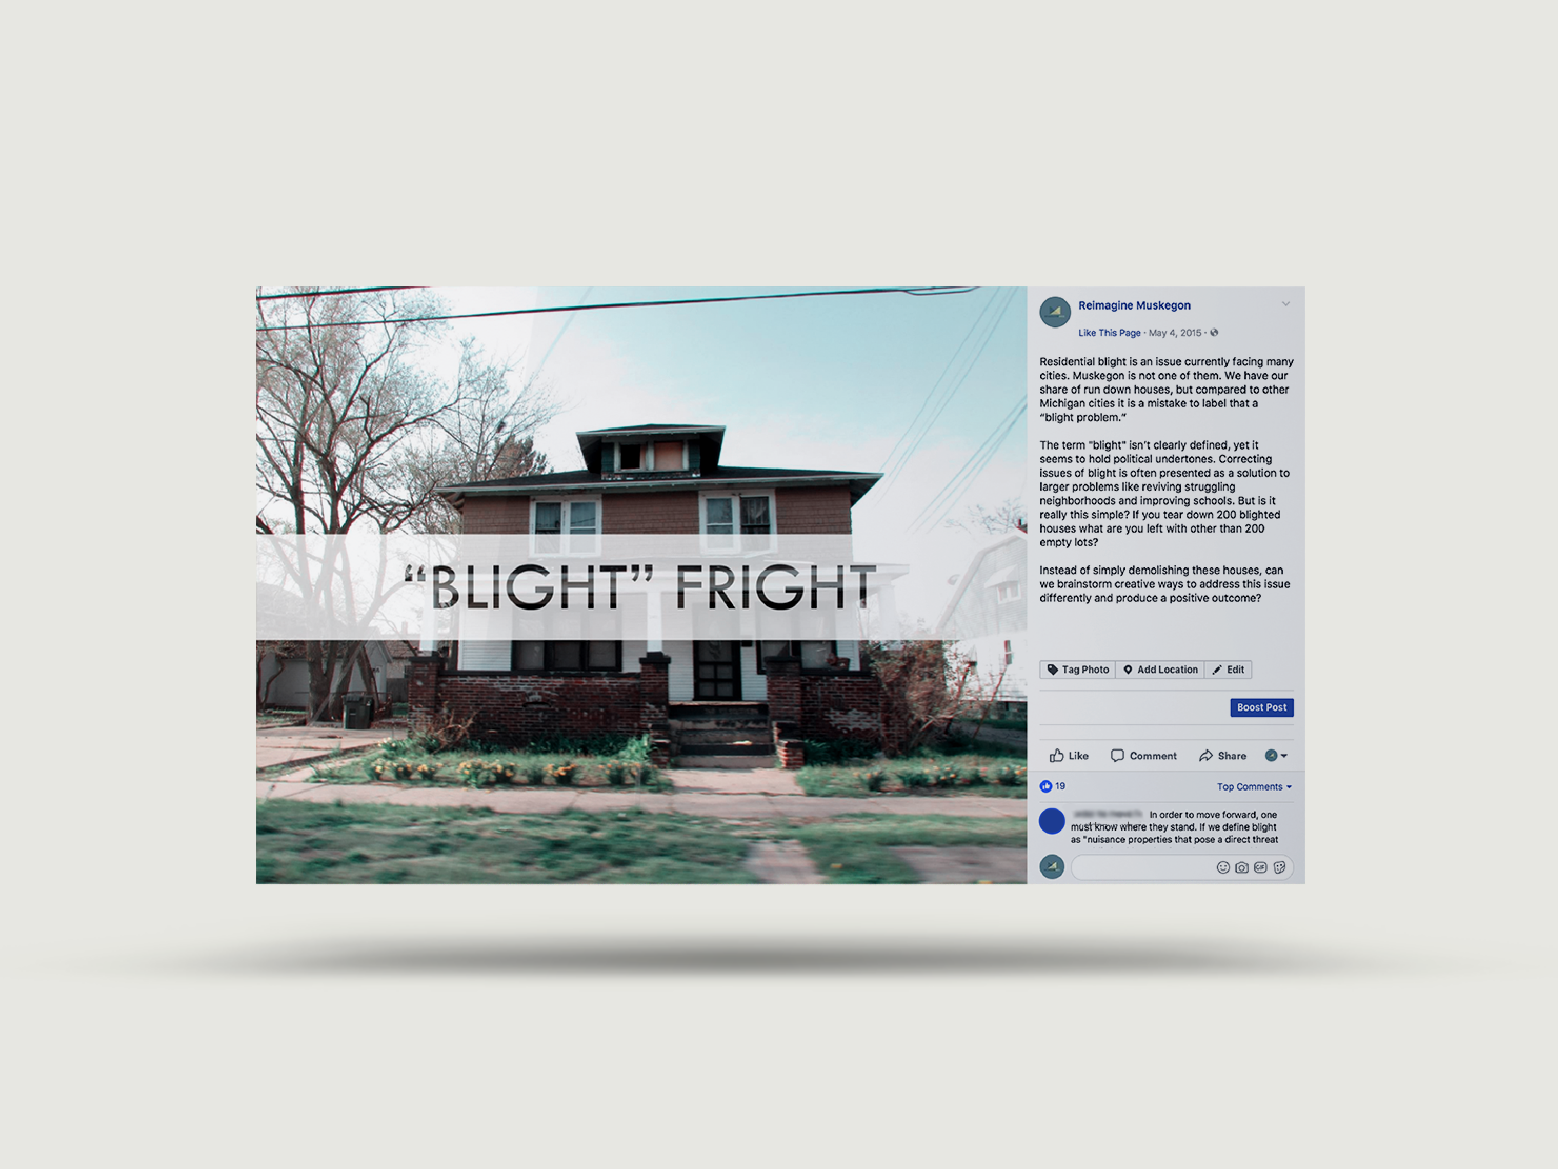 “BLIGHT” FRIGHT
Reimagine Muskegon
Like This Page · May 4, 2015 ·
Residential blight is an issue currently facing many
cities. Muskegon is not one of them. We have our
share of run down houses, but compared to other
Michigan cities it is a mistake to label that a
“blight problem.”
The term "blight" isn't clearly defined, yet it
seems to hold political undertones. Correcting
issues of blight is often presented as a solution to
larger problems like reviving struggling
neighborhoods and improving schools. But is it
really this simple? If you tear down 200 blighted
houses what are you left with other than 200
empty lots?
Instead of simply demolishing these houses, can
we brainstorm creative ways to address this issue
differently and produce a positive outcome?
Tag Photo Add Location Edit
Boost Post
Like Comment Share
19 Top Comments
In order to move forward, one
must know where they stand. If we define blight
as "nuisance properties that pose a direct threat
GIF